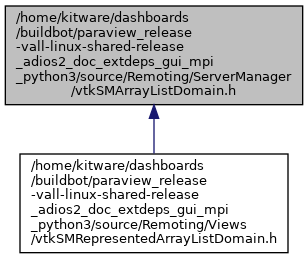 /home/kitware/dashboards
/buildbot/paraview_release
-vall-linux-shared-release
_adios2_doc_extdeps_gui_mpi
_python3/source/Remoting/ServerManager
/vtkSMArrayListDomain.h
/home/kitware/dashboards
/buildbot/paraview_release
-vall-linux-shared-release
_adios2_doc_extdeps_gui_mpi
_python3/source/Remoting/Views
/vtkSMRepresentedArrayListDomain.h